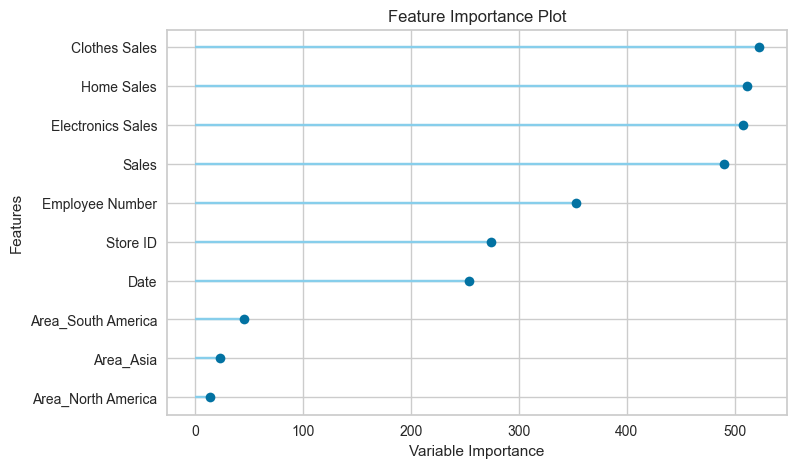 Feature Importance Plot
Clothes Sales
Home Sales
Electronics Sales
Sales
Employee Number
Store ID
Date
Area_South America
Area_Asia
Area_North America
Features
0 100 200 300 400 500
Variable Importance